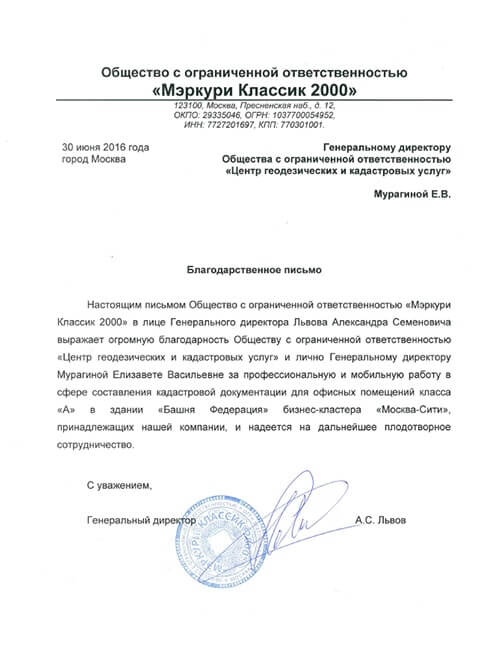 Общество с ограниченной ответственностью
«Мэркури Классик 2000»
123100, Москва, Пресненская наб., д. 12,
ОКПО: 29335046, ОГРН: 1037700054952,
ИНН: 7727201697, КПП: 770301001.
30 июня 2016 года
город Москва
Генеральному директору
Общества с ограниченной ответственностью
«Центр геодезических и кадастровых услуг»
Мурагиной Е.В.
Благодарственное письмо
Настоящим письмом Общество с ограниченной ответственностью «Мэркури
Классик 2000» в лице Генерального директора Львова Александра Семеновича
выражает огромную благодарность Обществу с ограниченной ответственностью
«Центр геодезических и кадастровых услуг» и лично Генеральному директору
Мурагиной Елизавете Васильевне за профессиональную и мобильную работу в
сфере составления кадастровой документации для офисных помещений класса
«А» в здании «Башня Федерация» бизнес-кластера «Москва-Сити»,
принадлежащих нашей компании, и надеется на дальнейшее плодотворное
сотрудничество.
С уважением,
Генеральный директор
А.С. Львов
МЭРКУРИ КЛАССИК